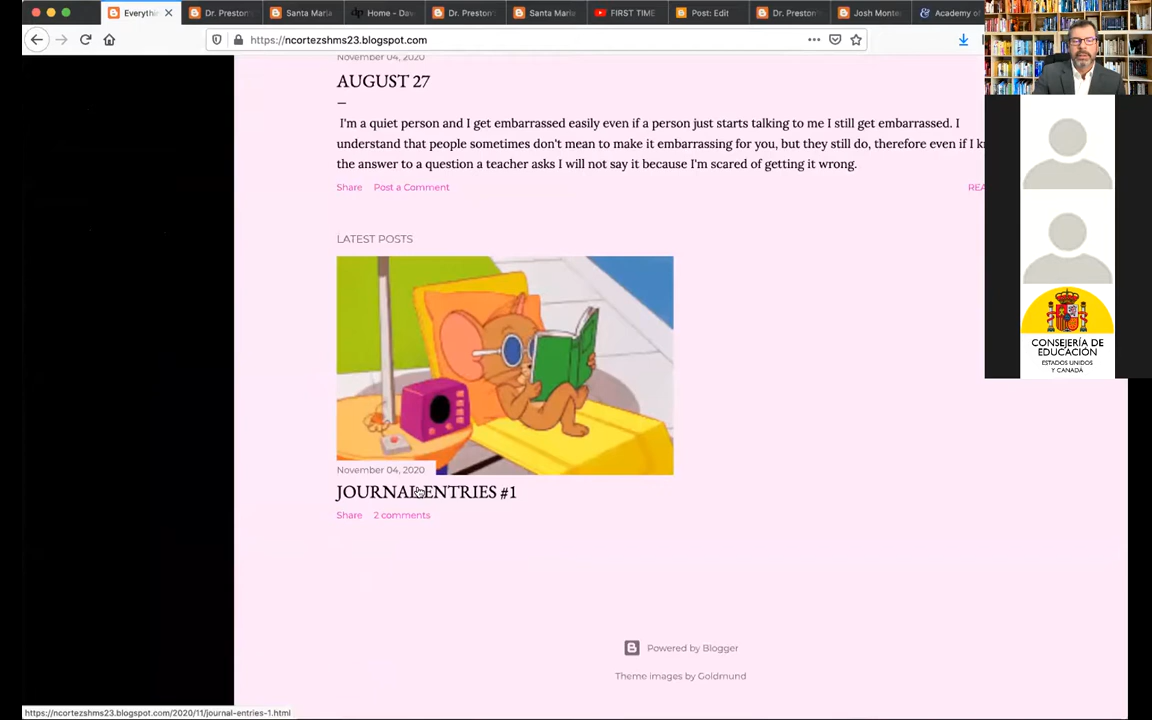 Everythi
Dr. Preston'
Santa Maria
Home – Da
Dr. Preston'
Santa Maria
FIRST TIME
Post: Edit
Dr. Preston'
Josh Monte
Academy o
https://ncortezshms23.blogspot.com
November 04, 2020
AUGUST 27
I'm a quiet person and I get embarrassed easily even if a person just starts talking to me I still get embarrassed. I
understand that people sometimes don't mean to make it embarrassing for you, but they still do, therefore even if I k
the answer to a question a teacher asks I will not say it because I'm scared of getting it wrong.
Share Post a Comment
REA
LATEST POSTS
November 04, 2020
JOURNAL ENTRIES #1
Share 2 comments
Powered by Blogger
Theme images by Goldmund
https://ncortezshms23.blogspot.com/2020/11/journal-entries-1.html
CONSEJERÍA DE
EDUCACIÓN
ESTADOS UNIDOS
Y CANADÁ